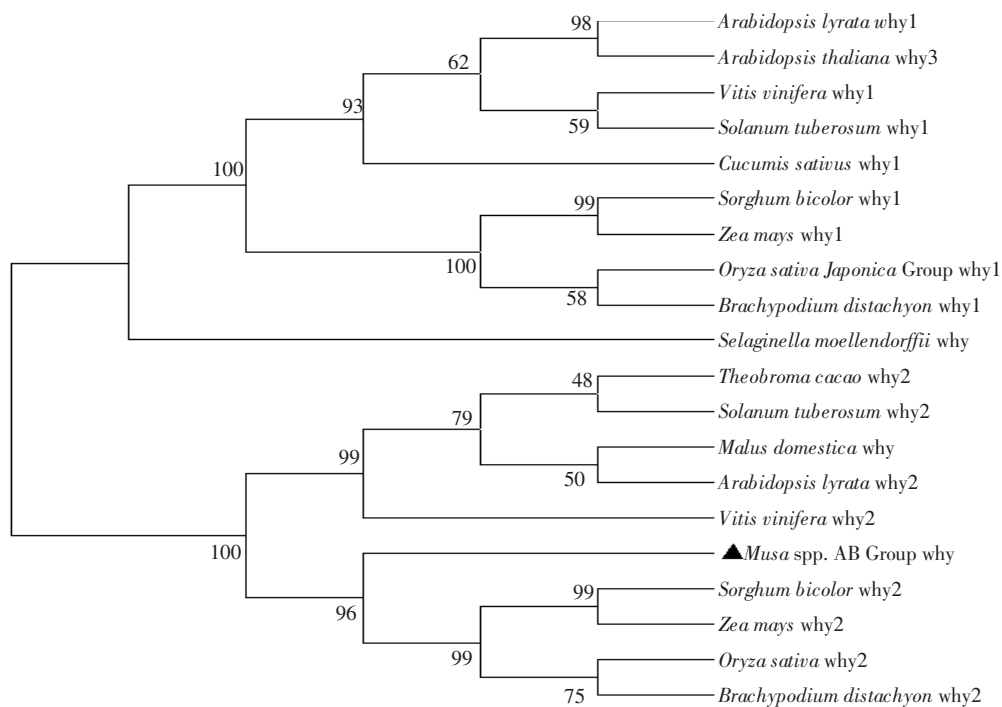 98
Arabidopsis lyrata why1
Arabidopsis thaliana why3
62
Vitis vinifera why1
93
59
Solanum tuberosum why1
100
Cucumis sativus why1
99
Sorghum bicolor why1
Zea mays why1
100
Oryza sativa Japonica Group why1
58
Brachypodium distachyon why1
Selaginella moellendorffii why
48
Theobroma cacao why2
79
Solanum tuberosum why2
99
Malus domestica why
50
Arabidopsis lyrata why2
Vitis vinifera why2
100
Musa spp. AB Group why
99
Sorghum bicolor why2
96
Zea mays why2
99
Oryza sativa why2
75
Brachypodium distachyon why2